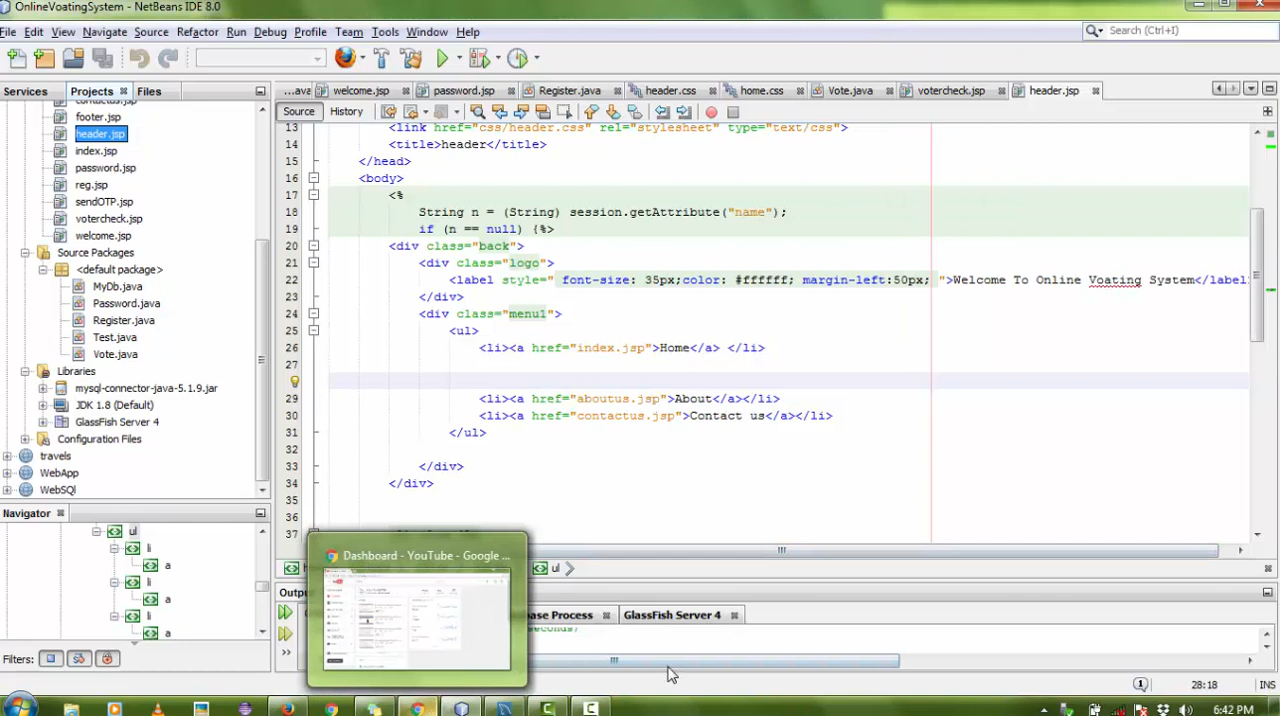 OnlineVoatingSystem - NetBeans IDE 8.0
File Edit View Navigate Source Refactor Run Debug Profile Team Tools Window Help
Search (Ctrl+I)
Services Projects Files
...ava welcome.jsp password.jsp Register.java header.css home.css Vote.java votercheck.jsp header.jsp
Source History
contactus.jsp
footer.jsp
header.jsp
index.jsp
password.jsp
reg.jsp
sendOTP.jsp
votercheck.jsp
welcome.jsp
Source Packages
<default package>
MyDb.java
Password.java
Register.java
Test.java
Vote.java
Libraries
mysql-connector-java-5.1.9.jar
JDK 1.8 (Default)
GlassFish Server 4
Configuration Files
travels
WebApp
WebSQl
13 <link href="css/header.css" rel="stylesheet" type="text/css">
14 <title>header</title>
15 </head>
16 <body>
17 <%
18 String n = (String) session.getAttribute("name");
19 if (n == null) {%>
20 <div class="back">
21 <div class="logo">
22 <label style=" font-size: 35px;color: #ffffff; margin-left:50px; ">Welcome To Online Voating System</label
23 </div>
24 <div class="menu1">
25 <ul>
26 <li><a href="index.jsp">Home</a> </li>
27
<li><a href="aboutus.jsp">About</a></li>
30 <li><a href="contactus.jsp">Contact us</a></li>
31 </ul>
32
33 </div>
34 </div>
35
36
37
Navigator
ul
li
a
li
a
li
a
Filters:
Dashboard - YouTube - Google ...
ul
Outp
base Process GlassFish Server 4
seconds)
1 28:18 INS
6:42 PM